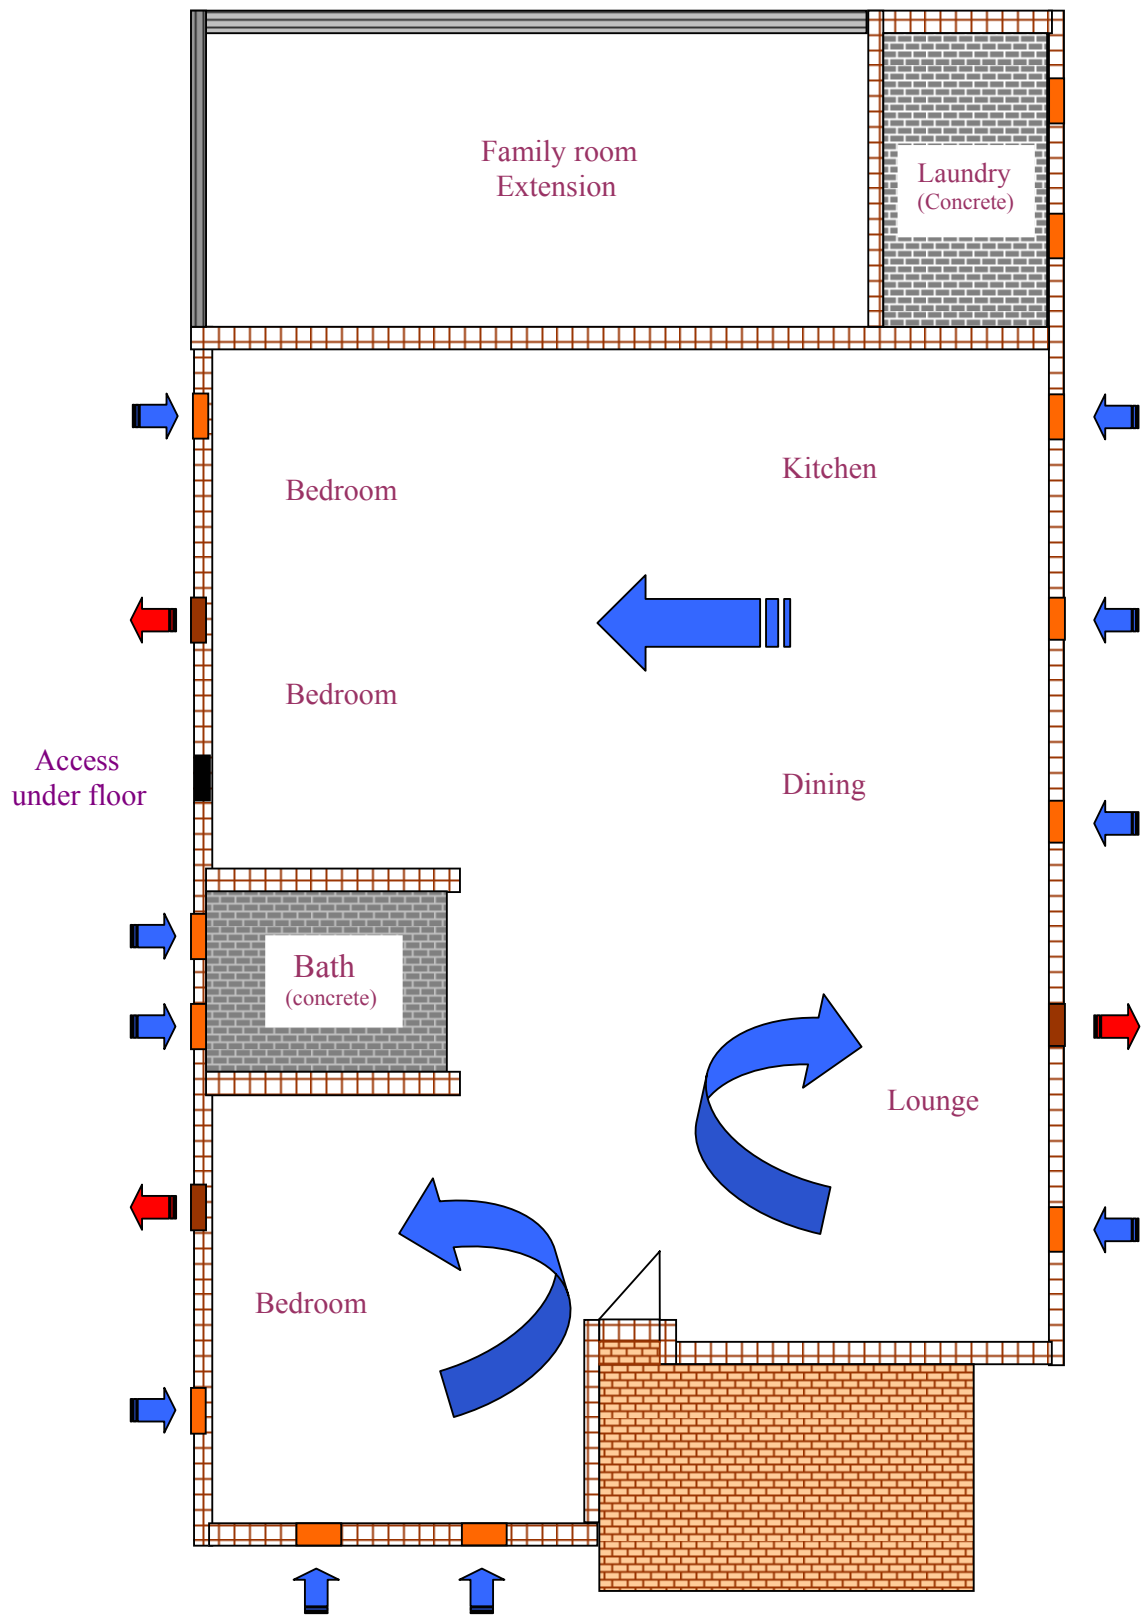 Family room
Extension
Laundry
(Concrete)
Kitchen
Bedroom
Bedroom
Access
under floor
Dining
Bath
(concrete)
Lounge
Bedroom